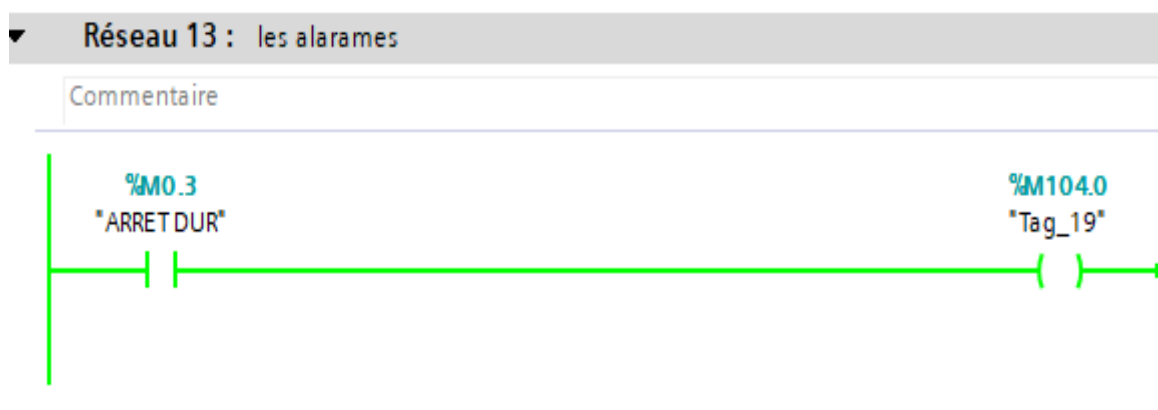 Réseau 13 : les alarames
Commentaire
%M0.3
"ARRET DUR"
%M104.0
"Tag_19"